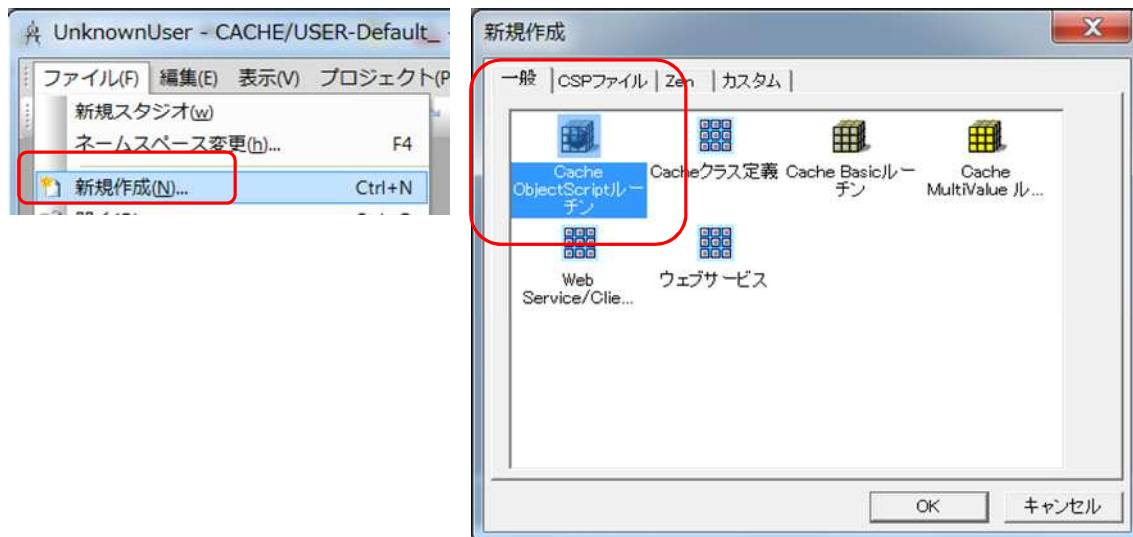 UnknownUser - CACHE/USER-Default_ -
ファイル(F) 編集(E) 表示(V) プロジェクト(P
新規スタジオ(w)
ネームスペース変更(h)... F4
新規作成(N)... Ctrl+N
新規作成
一般 CSPファイル Zen カスタム
Cache
ObjectScriptルー
チン
Cacheクラス定義
Cache Basicルー
チン
Cache
MultiValue ル...
Web
Service/Clie...
ウェブサービス
OK キャンセル